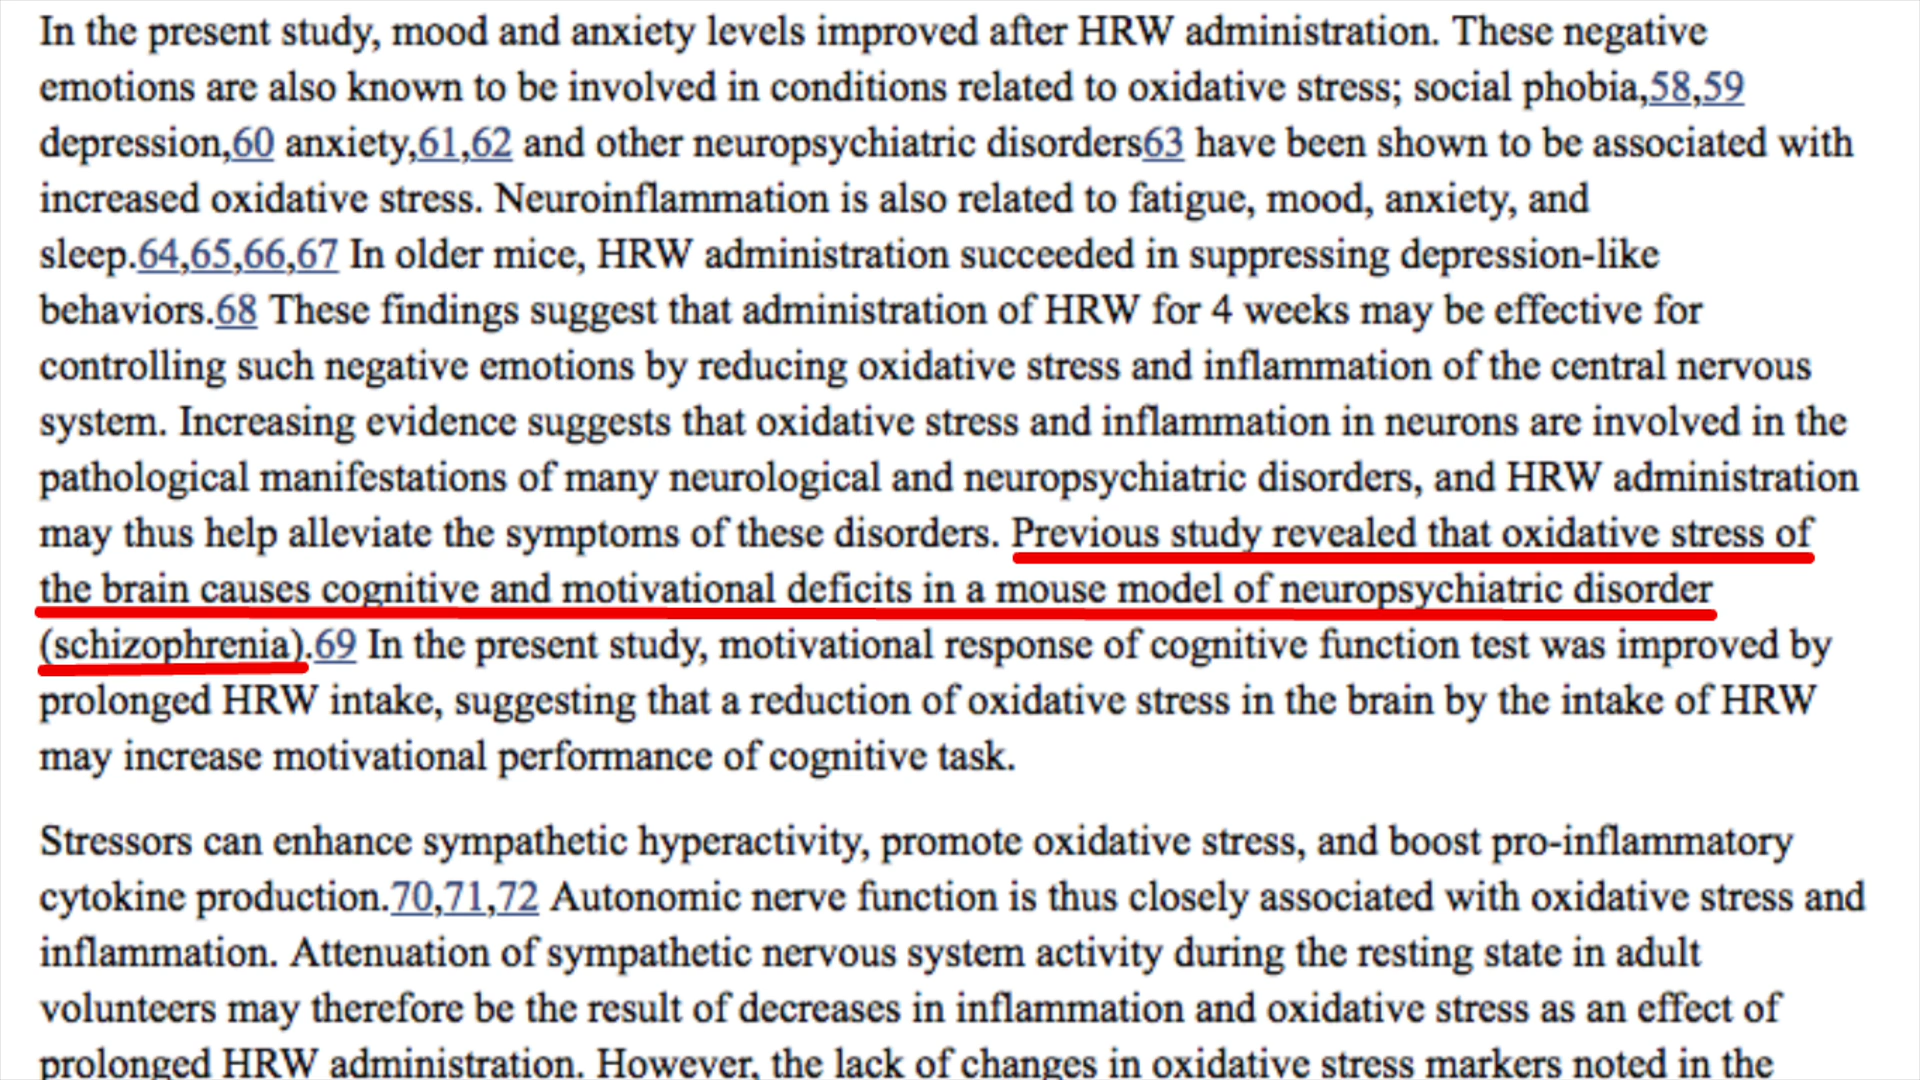 In the present study, mood and anxiety levels improved after HRW administration. These negative
emotions are also known to be involved in conditions related to oxidative stress; social phobia,58,59
depression,60 anxiety,61,62 and other neuropsychiatric disorders63 have been shown to be associated with
increased oxidative stress. Neuroinflammation is also related to fatigue, mood, anxiety, and
sleep.64,65,66,67 In older mice, HRW administration succeeded in suppressing depression-like
behaviors.68 These findings suggest that administration of HRW for 4 weeks may be effective for
controlling such negative emotions by reducing oxidative stress and inflammation of the central nervous
system. Increasing evidence suggests that oxidative stress and inflammation in neurons are involved in the
pathological manifestations of many neurological and neuropsychiatric disorders, and HRW administration
may thus help alleviate the symptoms of these disorders. Previous study revealed that oxidative stress of
the brain causes cognitive and motivational deficits in a mouse model of neuropsychiatric disorder
(schizophrenia).69 In the present study, motivational response of cognitive function test was improved by
prolonged HRW intake, suggesting that a reduction of oxidative stress in the brain by the intake of HRW
may increase motivational performance of cognitive task.
Stressors can enhance sympathetic hyperactivity, promote oxidative stress, and boost pro-inflammatory
cytokine production.70,71,72 Autonomic nerve function is thus closely associated with oxidative stress and
inflammation. Attenuation of sympathetic nervous system activity during the resting state in adult
volunteers may therefore be the result of decreases in inflammation and oxidative stress as an effect of
prolonged HRW administration. However, the lack of changes in oxidative stress markers noted in the